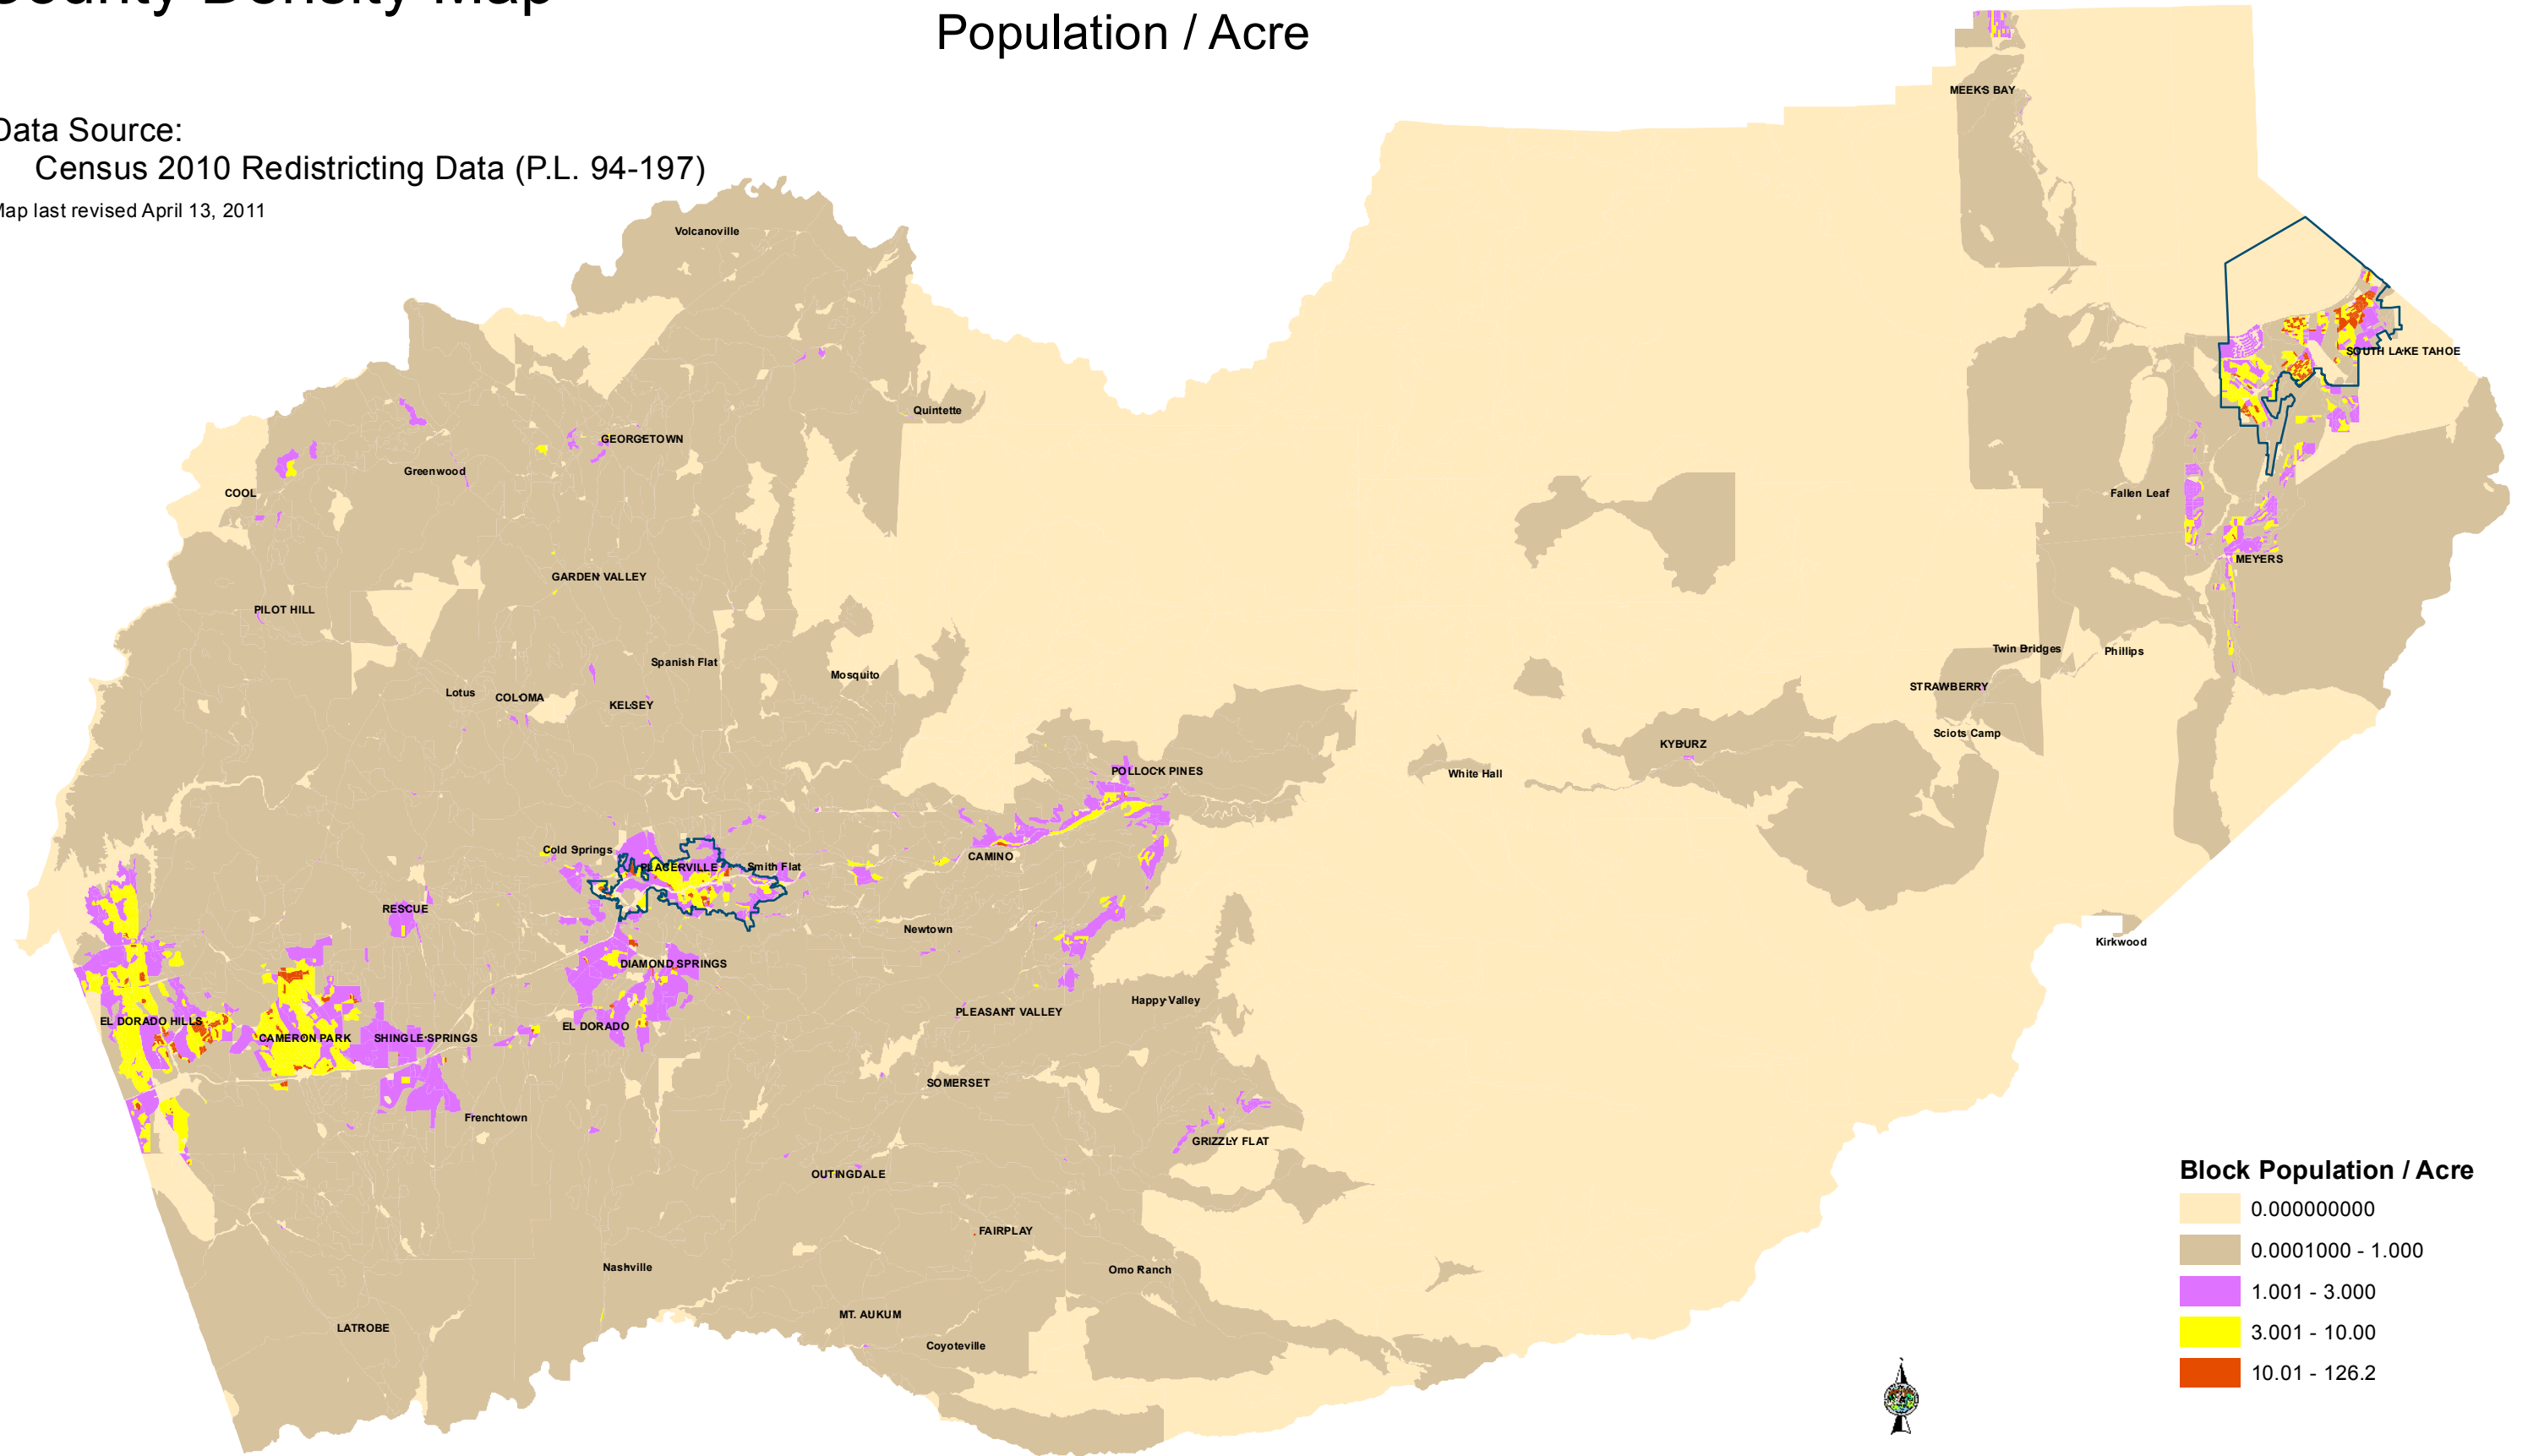 County Density Map
Population / Acre
Data Source:
Census 2010 Redistricting Data (P.L. 94-197)
Map last revised April 13, 2011
MEEKS BAY
Volcanoville
SOUTH LAKE TAHOE
Quintette
GEORGETOWN
Greenwood
COOL
Fallen Leaf
MEYERS
GARDEN VALLEY
PILOT HILL
Spanish Flat
Mosquito
Twin Bridges
Phillips
Lotus
COLOMA
KELSEY
STRAWBERRY
Sciots Camp
KYBURZ
POLLOCK PINES
White Hall
Cold Springs
CAMINO
PLACERVILLE
Smith Flat
RESCUE
Newtown
Kirkwood
DIAMOND SPRINGS
Happy Valley
PLEASANT VALLEY
EL DORADO HILLS
EL DORADO
CAMERON PARK
SHINGLE SPRINGS
SOMERSET
Frenchtown
GRIZZLY FLAT
OUTINGDALE
FAIRPLAY
Nashville
Omo Ranch
MT. AUKUM
LATROBE
Coyoteville
Block Population / Acre
0.000000000
0.0001000 - 1.000
1.001 - 3.000
3.001 - 10.00
10.01 - 126.2